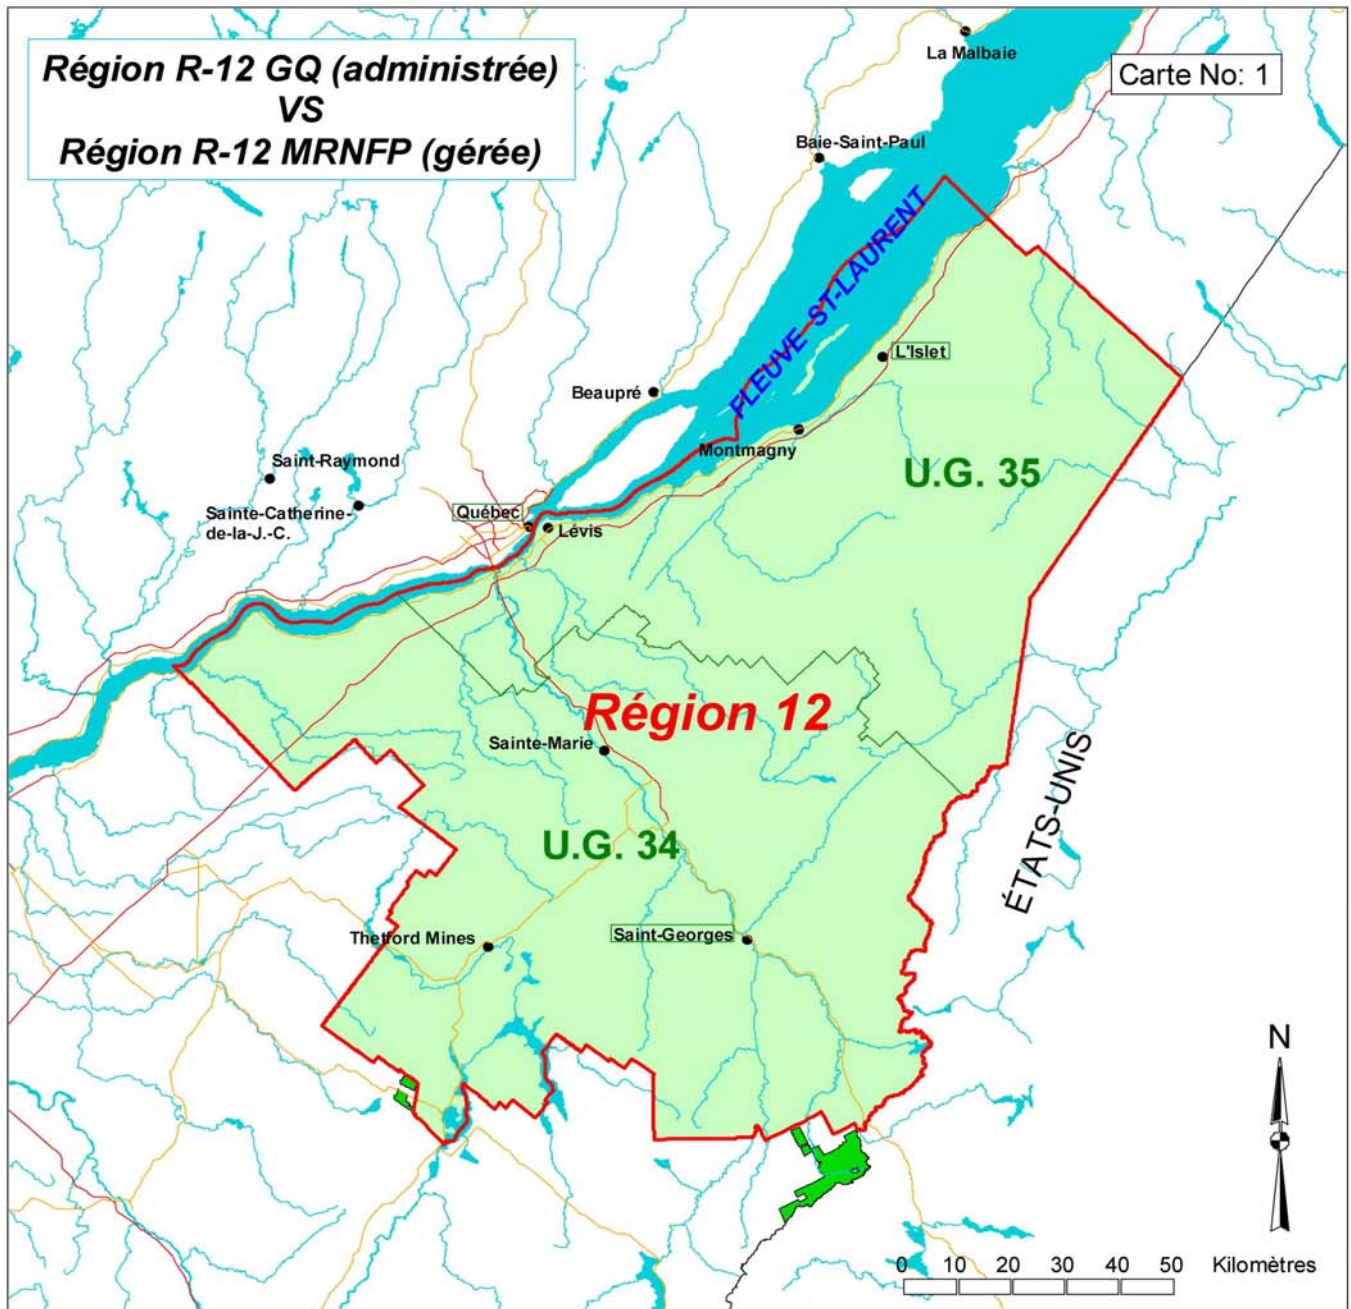 Région R-12 GQ (administrée)
VS
Région R-12 MRNFP (gérée)
Carte No: 1
La Malbaie
Baie-Saint-Paul
FLEUVE ST-LAURENT
L'Islet
Beaupré
Montmagny
U.G. 35
Saint-Raymond
Sainte-Catherine-
de-la-J.-C.
Québec
Lévis
Région 12
Sainte-Marie
ÉTATS-UNIS
U.G. 34
Thetford Mines
Saint-Georges
N
0 10 20 30 40 50 Kilomètres